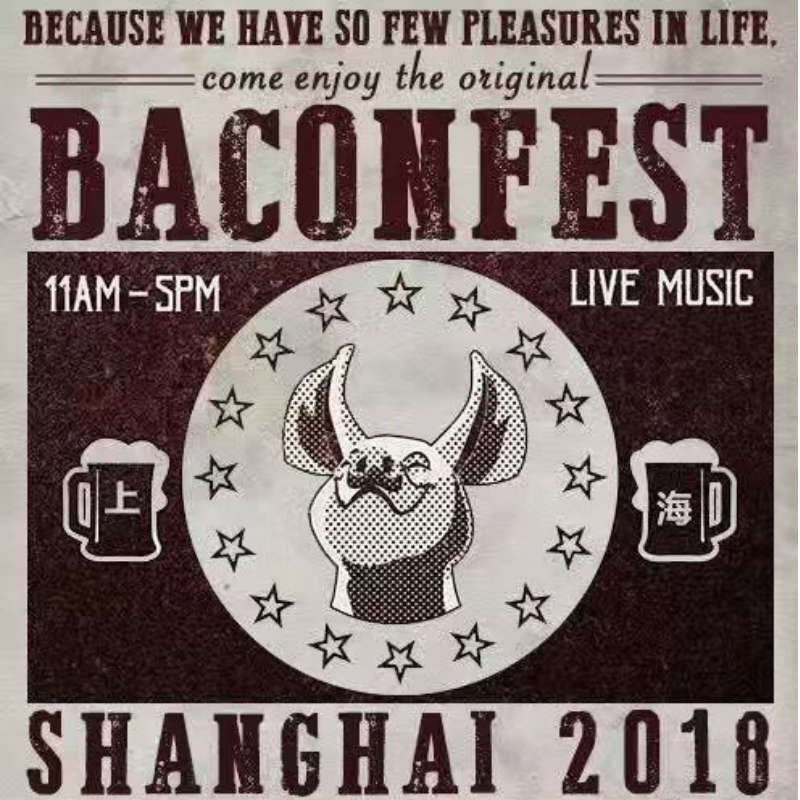 BECAUSE WE HAVE SO FEW PLEASURES IN LIFE,
come enjoy the original
BACONFEST
11AM – 5PM
LIVE MUSIC
上
海
SHANGHAI 2018